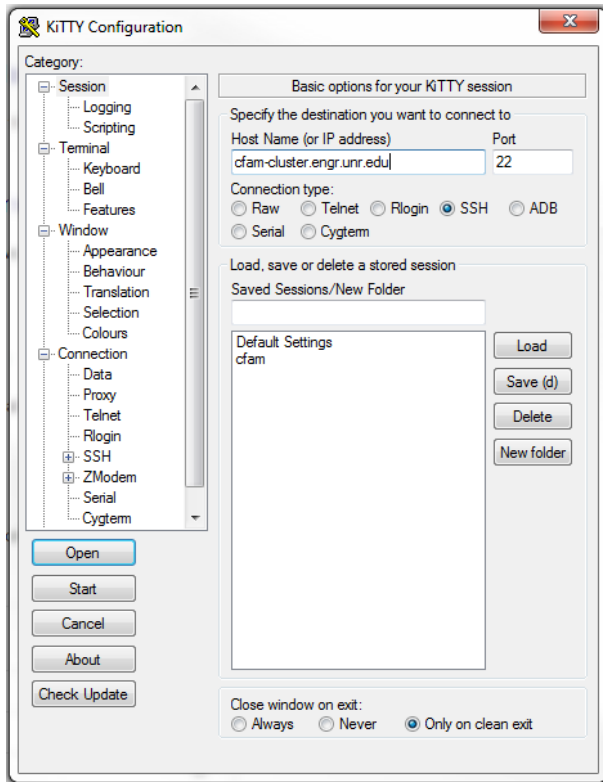 KiTTY Configuration
Category:
Session
Logging
Scripting
Terminal
Keyboard
Bell
Features
Window
Appearance
Behaviour
Translation
Selection
Colours
Connection
Data
Proxy
Telnet
Rlogin
SSH
ZModem
Serial
Cygterm
Open
Start
Cancel
About
Check Update
Basic options for your KiTTY session
Specify the destination you want to connect to
Host Name (or IP address) Port
cfam-cluster.engr.unr.edu 22
Connection type:
Raw Telnet Rlogin SSH ADB
Serial Cygterm
Load, save or delete a stored session
Saved Sessions/New Folder
Default Settings
cfam
Load
Save (d)
Delete
New folder
Close window on exit:
Always Never Only on clean exit